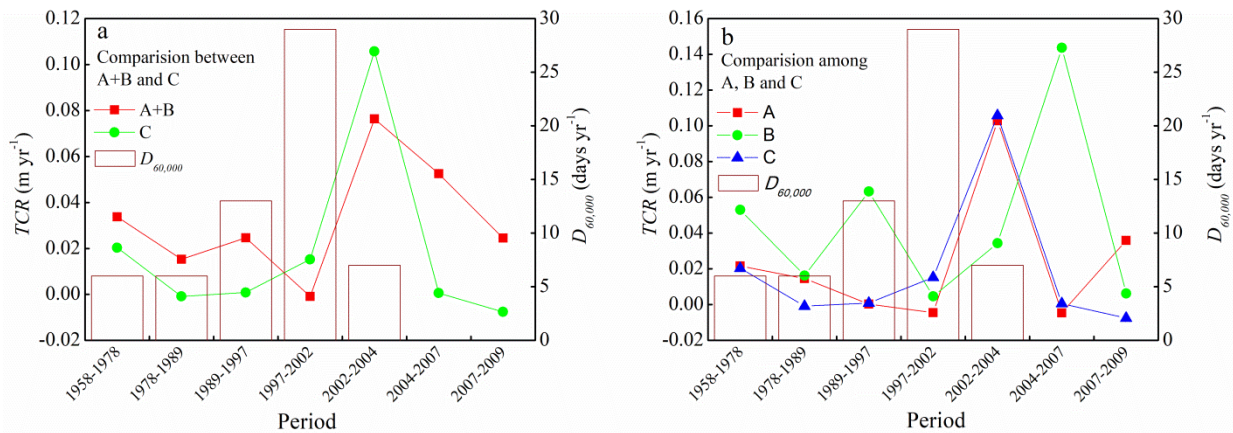 a
Comparision between
A+B and C
A+B
C
D60,000
0.12
0.10
0.08
0.06
0.04
0.02
0.00
-0.02
TCR (m yr-1)
30
25
20
15
10
5
0
D60,000 (days yr-1)
1958-1978
1978-1989
1989-1997
1997-2002
2002-2004
2004-2007
2007-2009
Period
b
Comparision among
A, B and C
A
B
C
D60,000
0.16
0.14
0.12
0.10
0.08
0.06
0.04
0.02
0.00
-0.02
TCR (m yr-1)
30
25
20
15
10
5
0
D60,000 (days yr-1)
1958-1978
1978-1989
1989-1997
1997-2002
2002-2004
2004-2007
2007-2009
Period